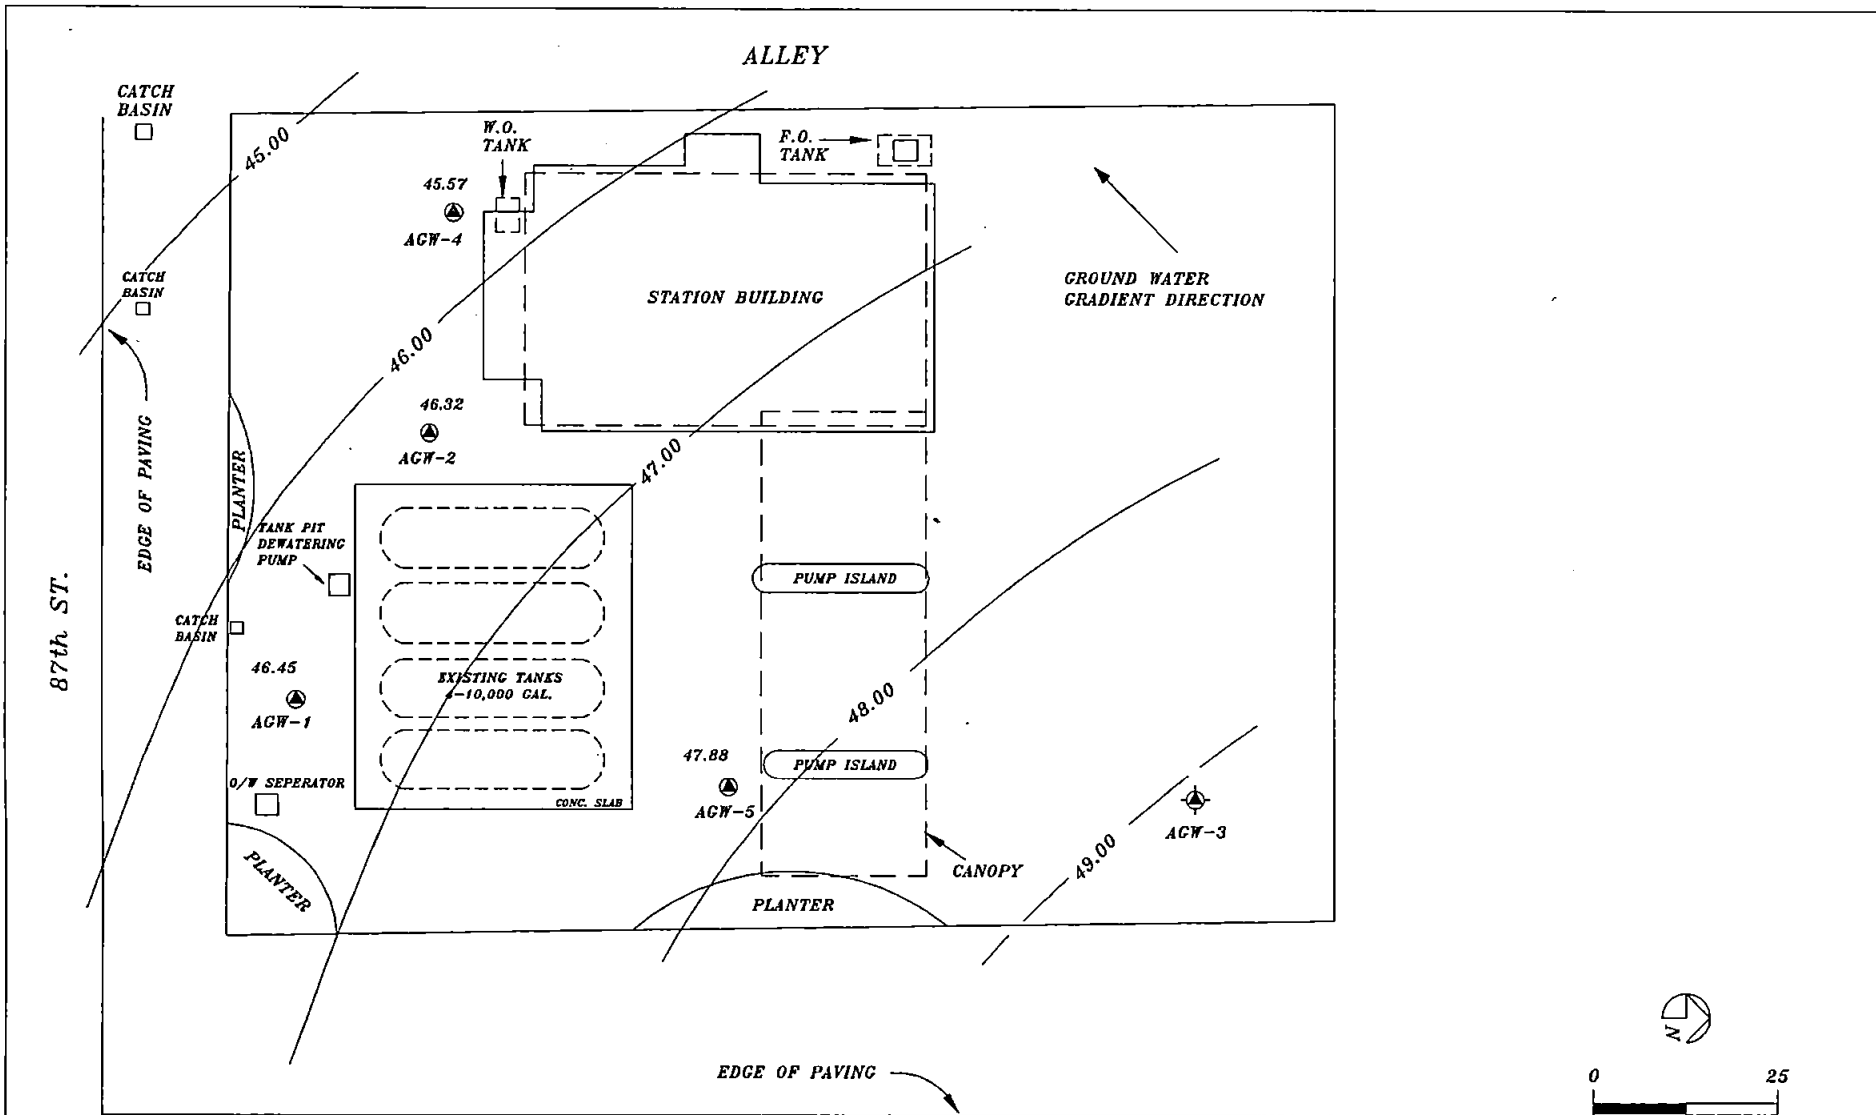 ALLEY
CATCH
BASIN
45.00
W.O.
TANK
F.O.
TANK
45.57
AGW-4
CATCH
BASIN
STATION BUILDING
GROUND WATER
GRADIENT DIRECTION
46.00
46.32
AGW-2
47.00
EDGE OF PAVING
PLANTER
TANK PIT
DEWATERING
PUMP
PUMP ISLAND
87th ST.
CATCH
BASIN
46.45
AGW-1
EXISTING TANKS
4-10,000 GAL.
48.00
47.88
AGW-5
PUMP ISLAND
O/W SEPERATOR
CONC. SLAB
AGW-3
49.00
CANOPY
PLANTER
PLANTER
N
EDGE OF PAVING
0 25